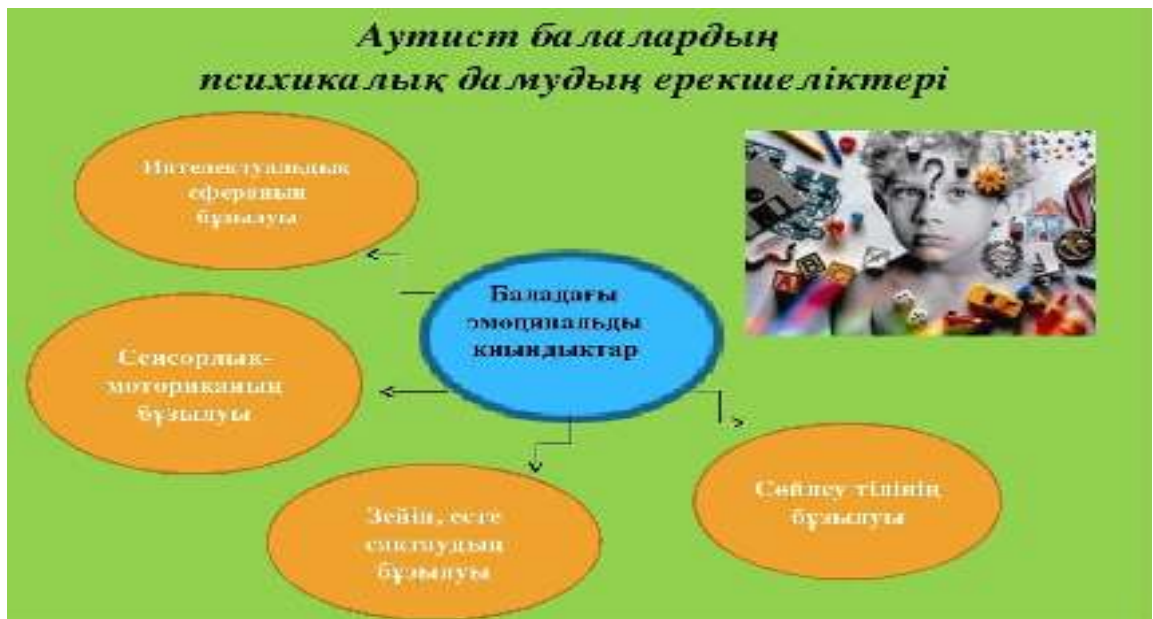 Аутист балалардың
психикалық дамудың ерекшеліктері
Интелектуальдық
сфераның
бұзылуы
Баладағы
эмоциналды
қиындықтар
Сенсорлық-
моториканың
бұзылуы
Сөйлеу тілінің
бұзылуы
Зейін, есте
сақтаудың
бұзылуы
?
A
B